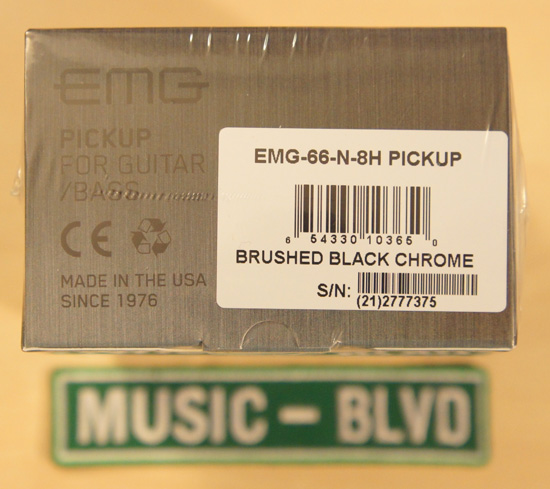 EMG
PICKUP
FOR GUITAR
/BASS
CE
MADE IN THE USA
SINCE 1976
EMG-66-N-8H PICKUP
6 54330 10365 0
BRUSHED BLACK CHROME
S/N: (21)2777375
MUSIC - BLVD